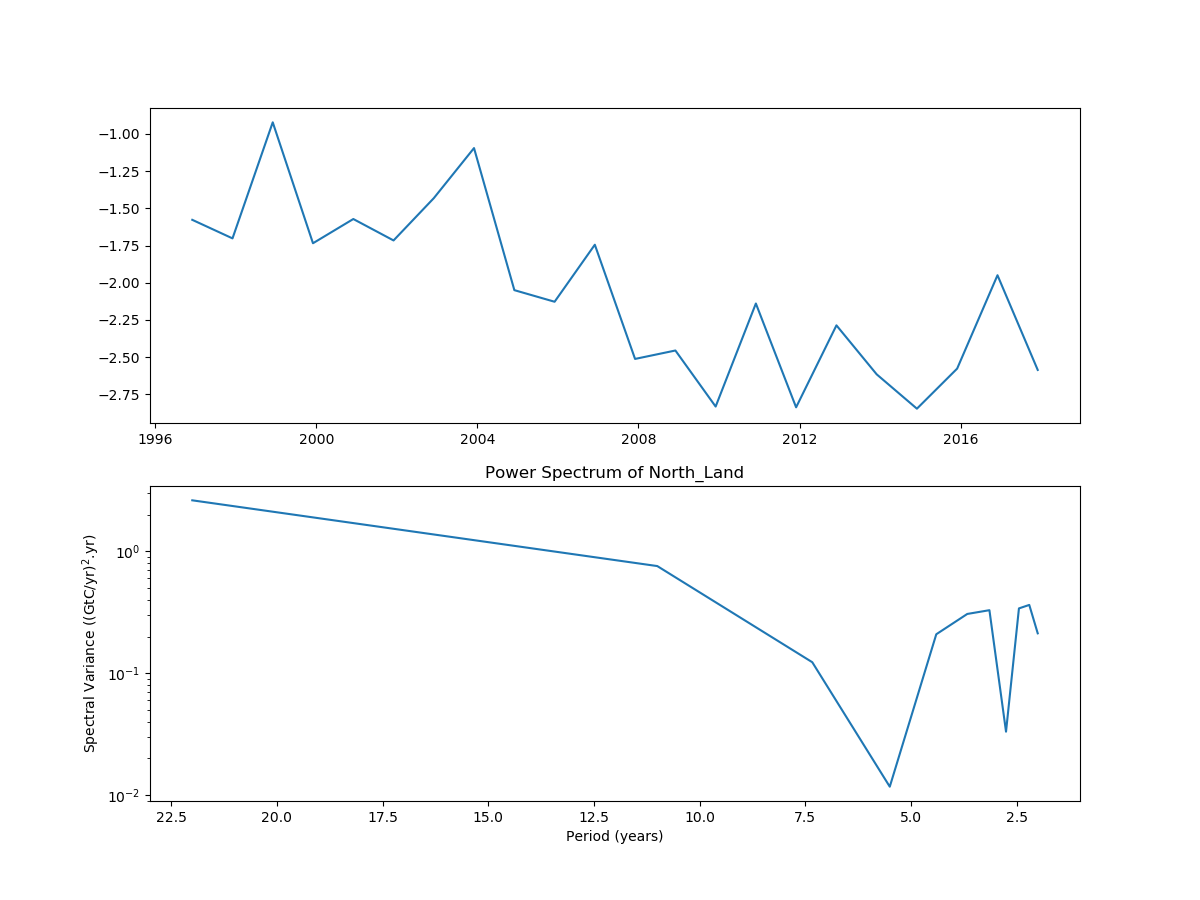 −1.00
−1.25
−1.50
−1.75
−2.00
−2.25
−2.50
−2.75
1996 2000 2004 2008 2012 2016
Power Spectrum of North_Land
Spectral Variance ((GtC/yr)².yr)
10⁰
10⁻¹
10⁻²
22.5 20.0 17.5 15.0 12.5 10.0 7.5 5.0 2.5
Period (years)